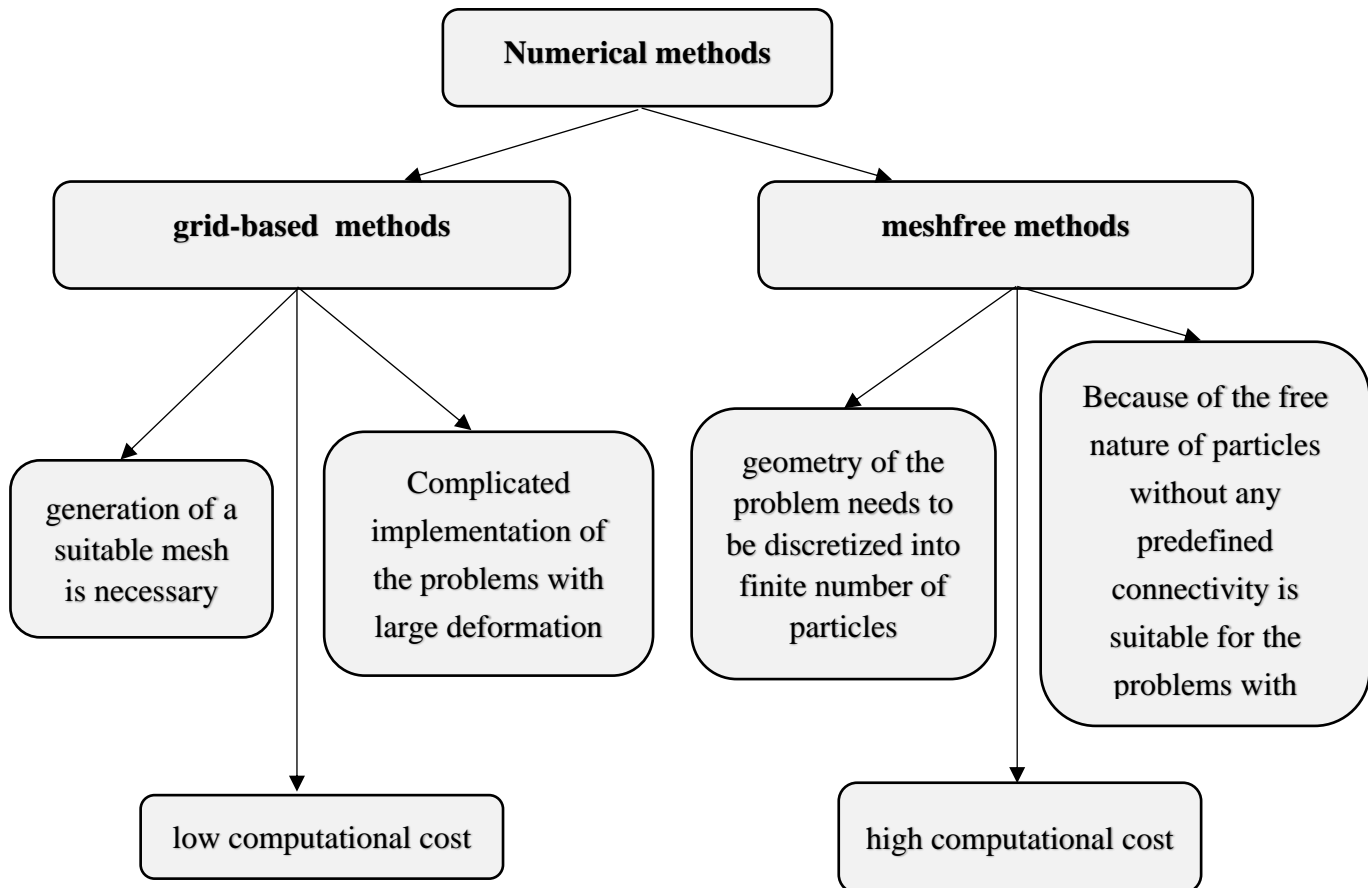 Numerical methods
grid-based  methods
meshfree methods
generation of a
suitable mesh
is necessary
Complicated
implementation of
the problems with
large deformation
geometry of the
problem needs to
be discretized into
finite number of
particles
Because of the free
nature of particles
without any
predefined
connectivity is
suitable for the
problems with
low computational cost
high computational cost